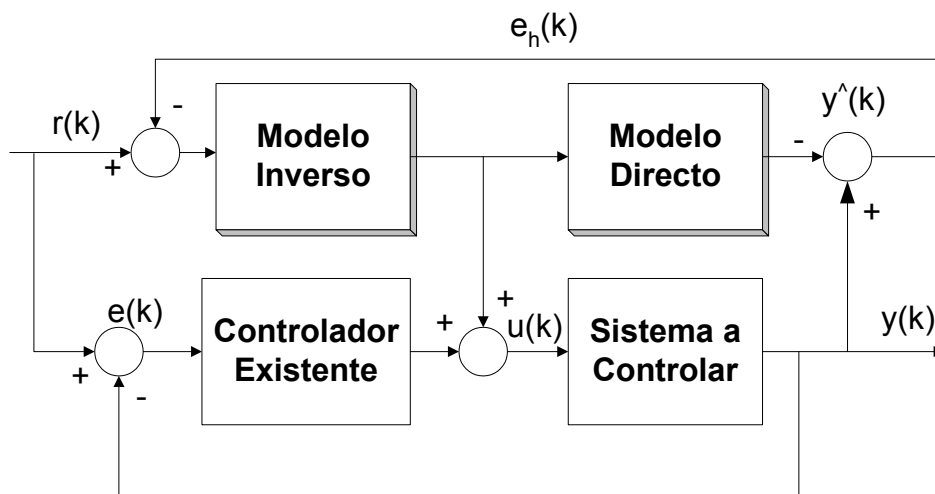 e_h(k)
-
y^(k)
r(k)
+
Modelo
Inverso
Modelo
Directo
-
+
e(k)
+
-
Controlador
Existente
+
+
u(k)
Sistema a
Controlar
y(k)